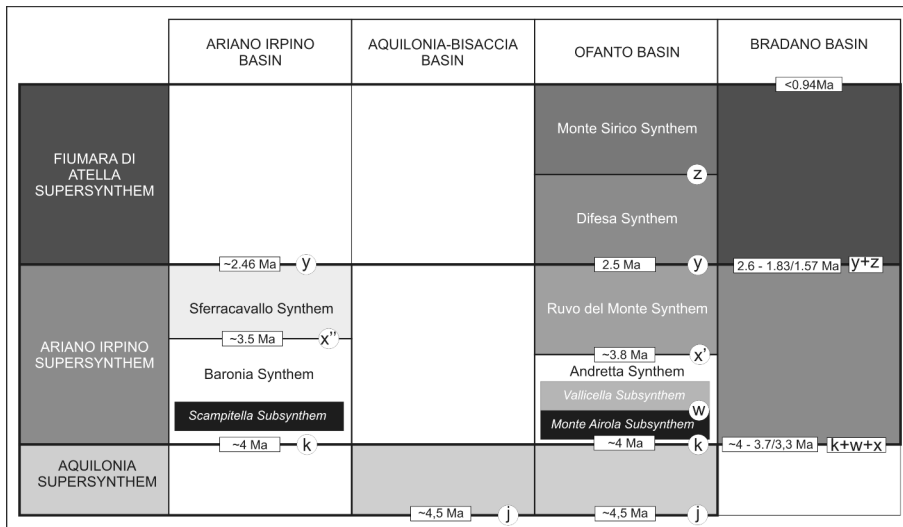 ARIANO IRPINO
BASIN
AQUILONIA-BISACCIA
BASIN
OFANTO BASIN
BRADANO BASIN
<0.94Ma
FIUMARA DI
ATELLA
SUPERSYNTHEM
Monte Sirico Synthem
z
Difesa Synthem
~2.46 Ma y
2.5 Ma y
2.6 - 1.83/1.57 Ma y+z
ARIANO IRPINO
SUPERSYNTHEM
Sferracavallo Synthem
~3.5 Ma x''
Baronia Synthem
Scampitella Subsynthem
~4 Ma k
Ruvo del Monte Synthem
~3.8 Ma x'
Andretta Synthem
Vallicella Subsynthem
w
Monte Airola Subsynthem
~4 Ma k
~4 - 3.7/3,3 Ma k+w+x
AQUILONIA
SUPERSYNTHEM
~4,5 Ma j
~4,5 Ma j